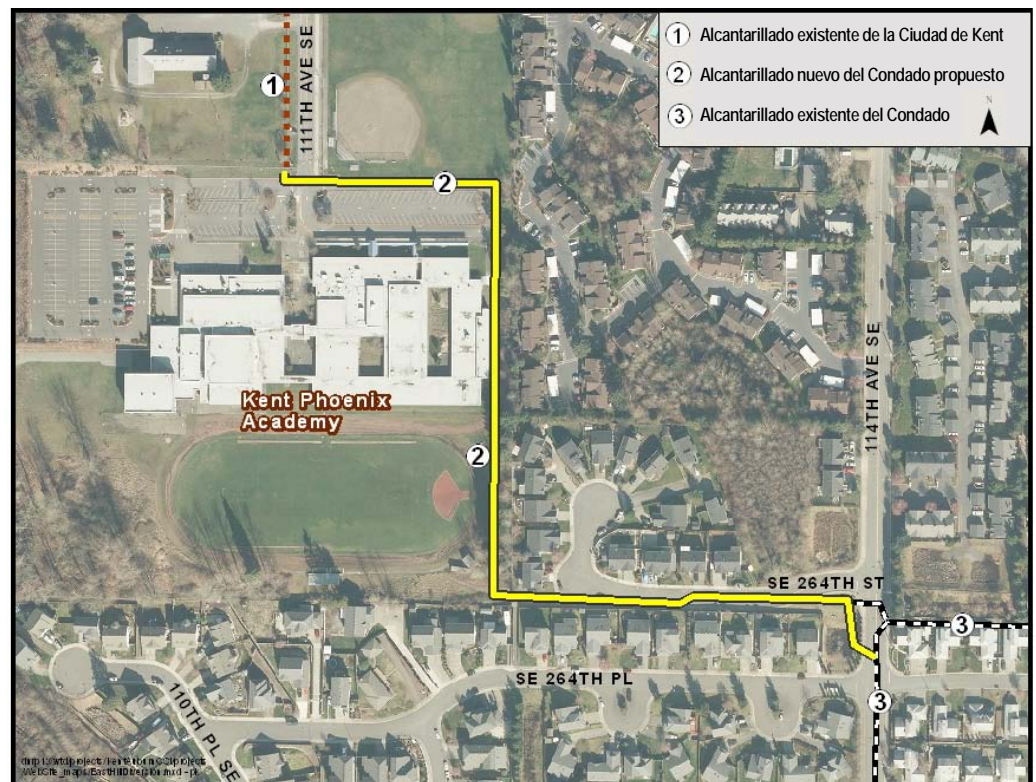 1 Alcantarillado existente de la Ciudad de Kent
2 Alcantarillado nuevo del Condado propuesto
3 Alcantarillado existente del Condado
N
1
111TH AVE SE
2
114TH AVE SE
Kent Phoenix
Academy
2
SE 264TH ST
3
SE 264TH PL
110TH PL SE
3